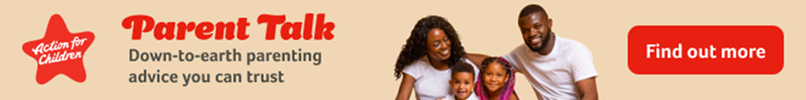 Action for
Children
Parent Talk
Down-to-earth parenting
advice you can trust
Find out more